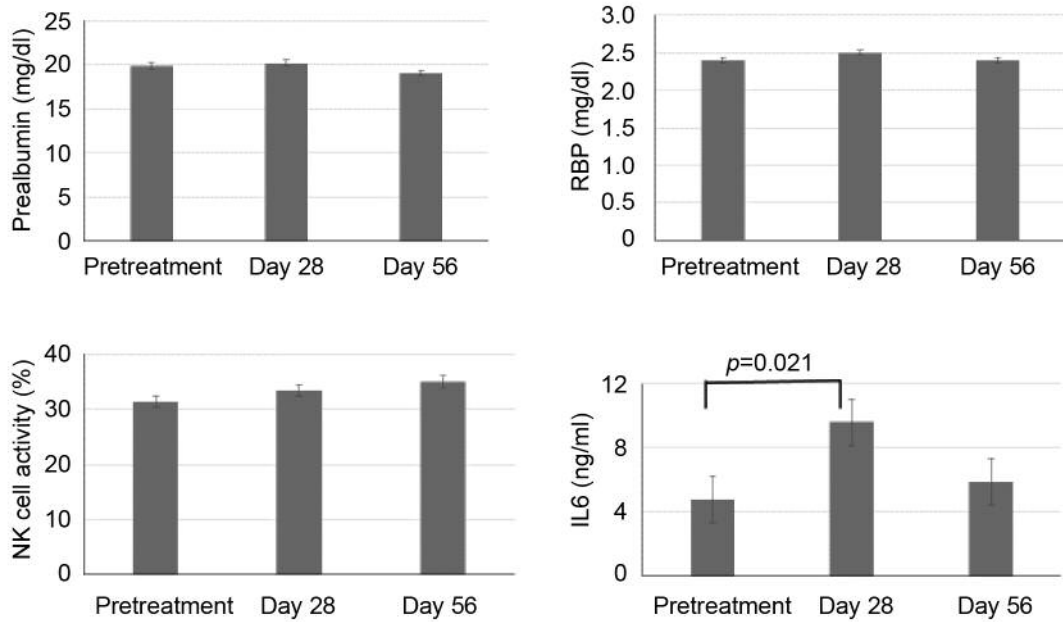 Prealbumin (mg/dl)
25
20
15
10
5
0
Pretreatment Day 28 Day 56
RBP (mg/dl)
3.0
2.5
2.0
1.5
1.0
0.5
0.0
Pretreatment Day 28 Day 56
NK cell activity (%)
40
30
20
10
0
Pretreatment Day 28 Day 56
p=0.021
IL6 (ng/ml)
12
8
4
0
Pretreatment Day 28 Day 56